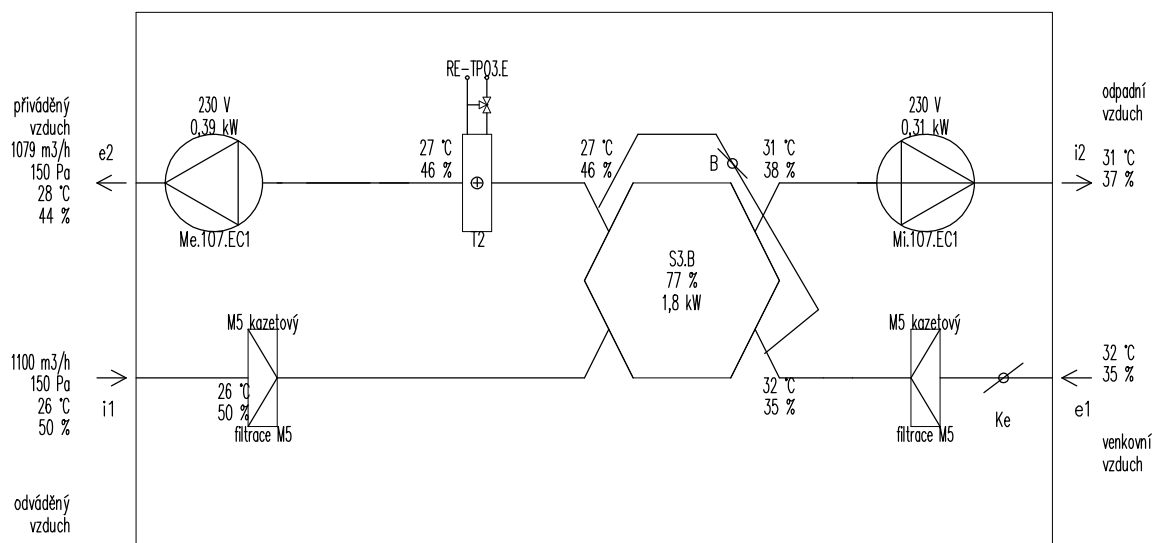 RE-TPO3.E
přiváděný
vzduch
1079 m3/h
150 Pa
28 °C
44 %
e2
230 V
0,39 kW
Me.107.EC1
27 °C
46 %
T2
27 °C
46 %
B
31 °C
38 %
230 V
0,31 kW
Mi.107.EC1
odpadní
vzduch
i2
31 °C
37 %
S3.B
77 %
1,8 kW
1100 m3/h
150 Pa
26 °C
50 %
i1
M5 kazetový
26 °C
50 %
filtrace M5
32 °C
35 %
M5 kazetový
filtrace M5
Ke
32 °C
35 %
e1
venkovní
vzduch
odváděný
vzduch